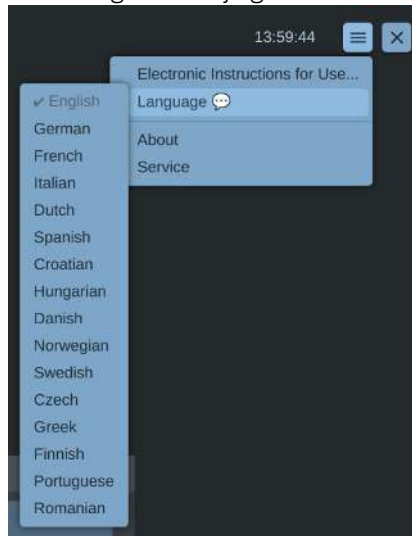 13:59:44
Electronic Instructions for Use...
Language 💬
About
Service
✔ English
German
French
Italian
Dutch
Spanish
Croatian
Hungarian
Danish
Norwegian
Swedish
Czech
Greek
Finnish
Portuguese
Romanian